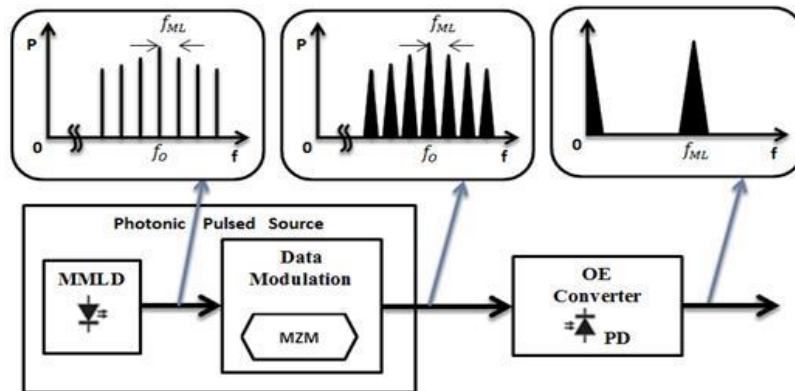 P
f_ML
0
f_O
f
f_ML
P
0
f_O
f
0
f_ML
f
Photonic Pulsed Source
MMLD
Data
Modulation
MZM
OE
Converter
PD